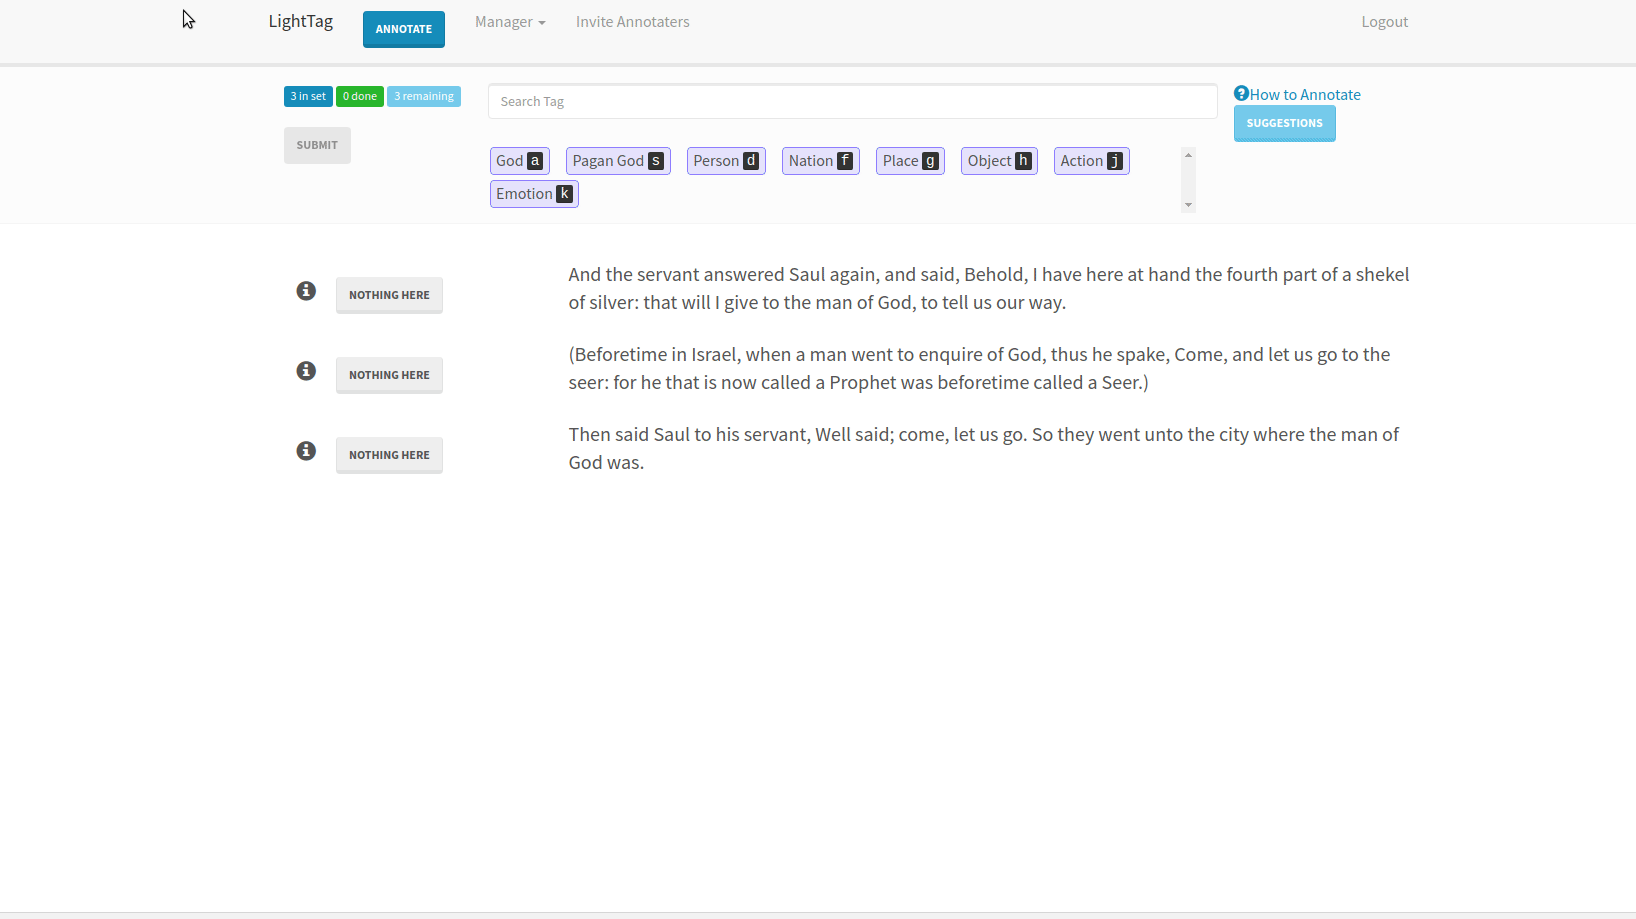 LightTag ANNOTATE Manager Invite Annotaters Logout
3 in set 0 done 3 remaining
Search Tag
How to Annotate
SUGGESTIONS
SUBMIT
God a Pagan God s Person d Nation f Place g Object h Action j
Emotion k
NOTHING HERE
And the servant answered Saul again, and said, Behold, I have here at hand the fourth part of a shekel
of silver: that will I give to the man of God, to tell us our way.
NOTHING HERE
(Beforetime in Israel, when a man went to enquire of God, thus he spake, Come, and let us go to the
seer: for he that is now called a Prophet was beforetime called a Seer.)
NOTHING HERE
Then said Saul to his servant, Well said; come, let us go. So they went unto the city where the man of
God was.